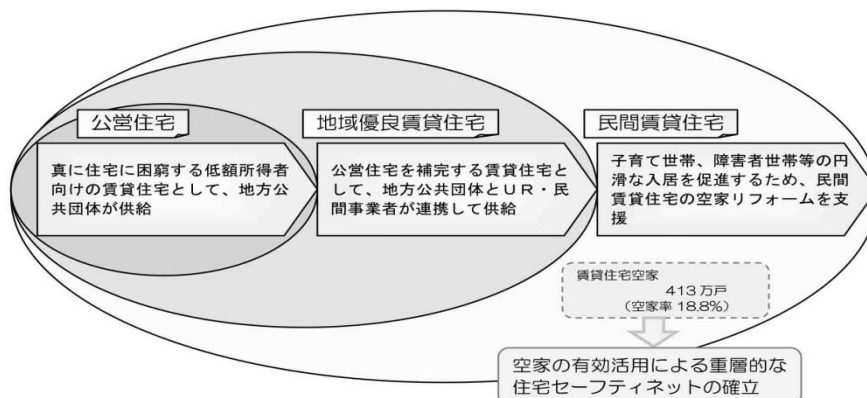 公営住宅
真に住宅に困窮する低額所得者
向けの賃貸住宅として、地方公
共団体が供給
地域優良賃貸住宅
公営住宅を補完する賃貸住宅と
して、地方公共団体とUR・民
間事業者が連携して供給
民間賃貸住宅
子育て世帯、障害者世帯等の円
滑な入居を促進するため、民間
賃貸住宅の空家リフォームを支
援
賃貸住宅空家
413万戸
(空家率 18.8%)
空家の有効活用による重層的な
住宅セーフティネットの確立